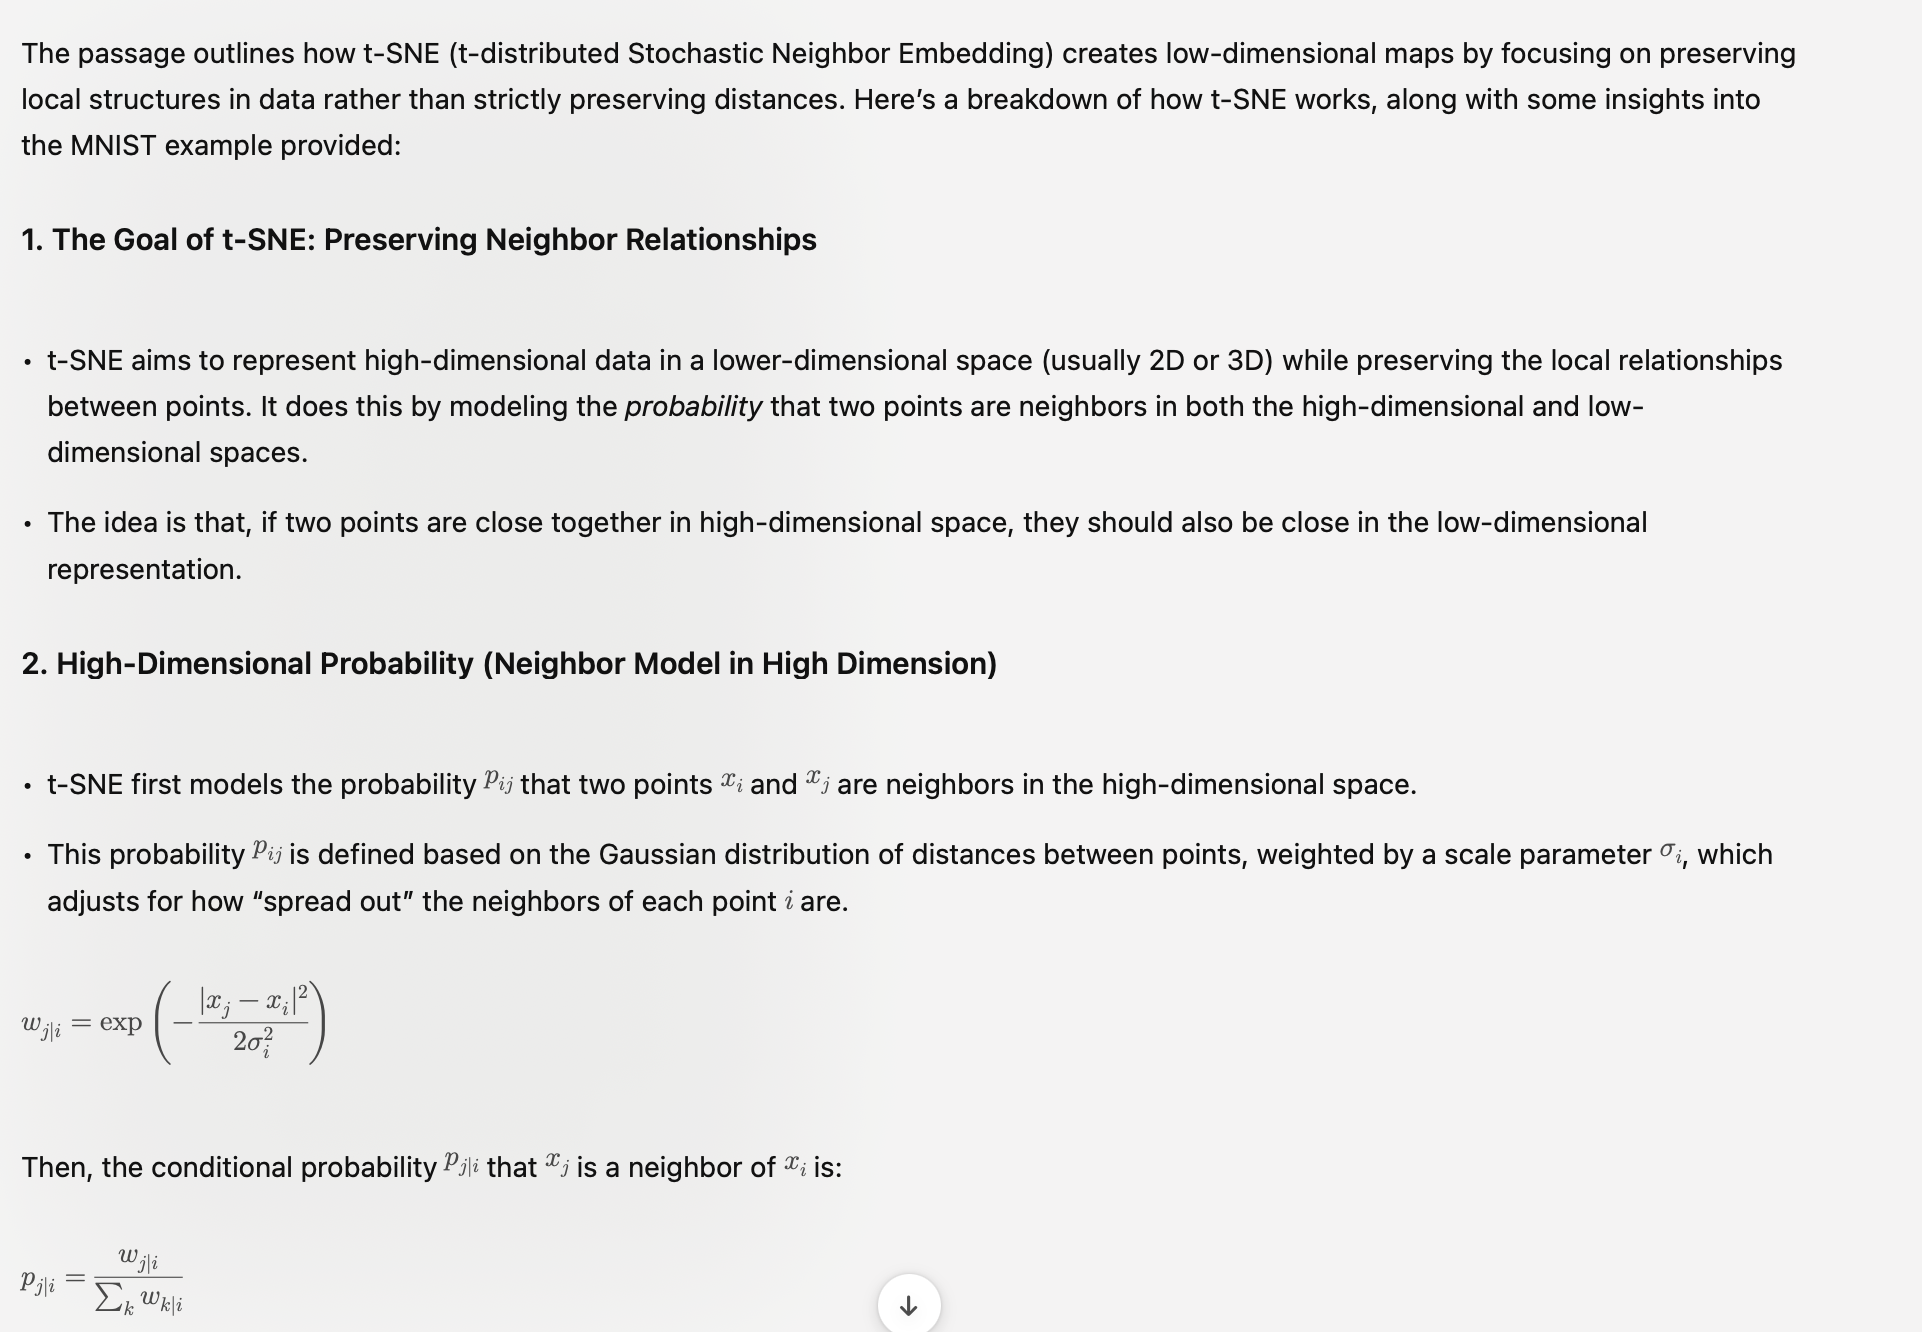 The passage outlines how t-SNE (t-distributed Stochastic Neighbor Embedding) creates low-dimensional maps by focusing on preserving
local structures in data rather than strictly preserving distances. Here’s a breakdown of how t-SNE works, along with some insights into
the MNIST example provided:
1. The Goal of t-SNE: Preserving Neighbor Relationships
• t-SNE aims to represent high-dimensional data in a lower-dimensional space (usually 2D or 3D) while preserving the local relationships
between points. It does this by modeling the probability that two points are neighbors in both the high-dimensional and low-
dimensional spaces.
• The idea is that, if two points are close together in high-dimensional space, they should also be close in the low-dimensional
representation.
2. High-Dimensional Probability (Neighbor Model in High Dimension)
• t-SNE first models the probability p_{ij} that two points x_i and x_j are neighbors in the high-dimensional space.
• This probability p_{ij} is defined based on the Gaussian distribution of distances between points, weighted by a scale parameter σ_i, which
adjusts for how “spread out” the neighbors of each point i are.
w_{j|i} = exp(−|x_j − x_i|^2 / 2σ_i^2)
Then, the conditional probability p_{j|i} that x_j is a neighbor of x_i is:
p_{j|i} = w_{j|i} / ∑_k w_{k|i}